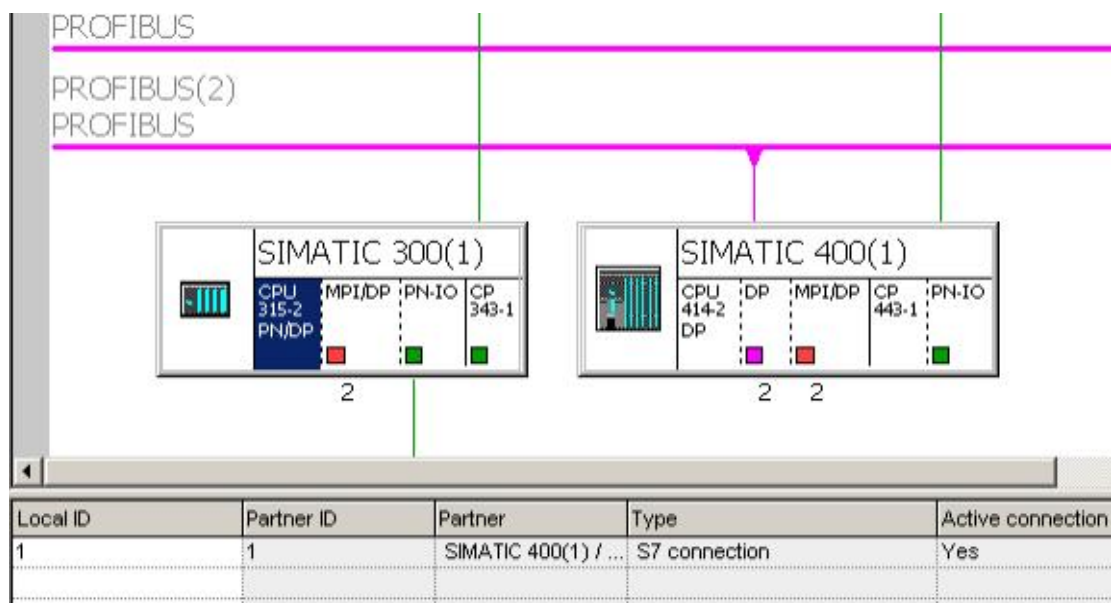 PROFIBUS
PROFIBUS(2)
PROFIBUS
SIMATIC 300(1)
CPU 315-2 PN/DP
MPI/DP
PN-IO
CP 343-1
2
SIMATIC 400(1)
CPU 414-2 DP
DP
MPI/DP
CP 443-1
PN-IO
2 2
Local ID Partner ID Partner Type Active connection
1 1 SIMATIC 400(1) / ... S7 connection Yes